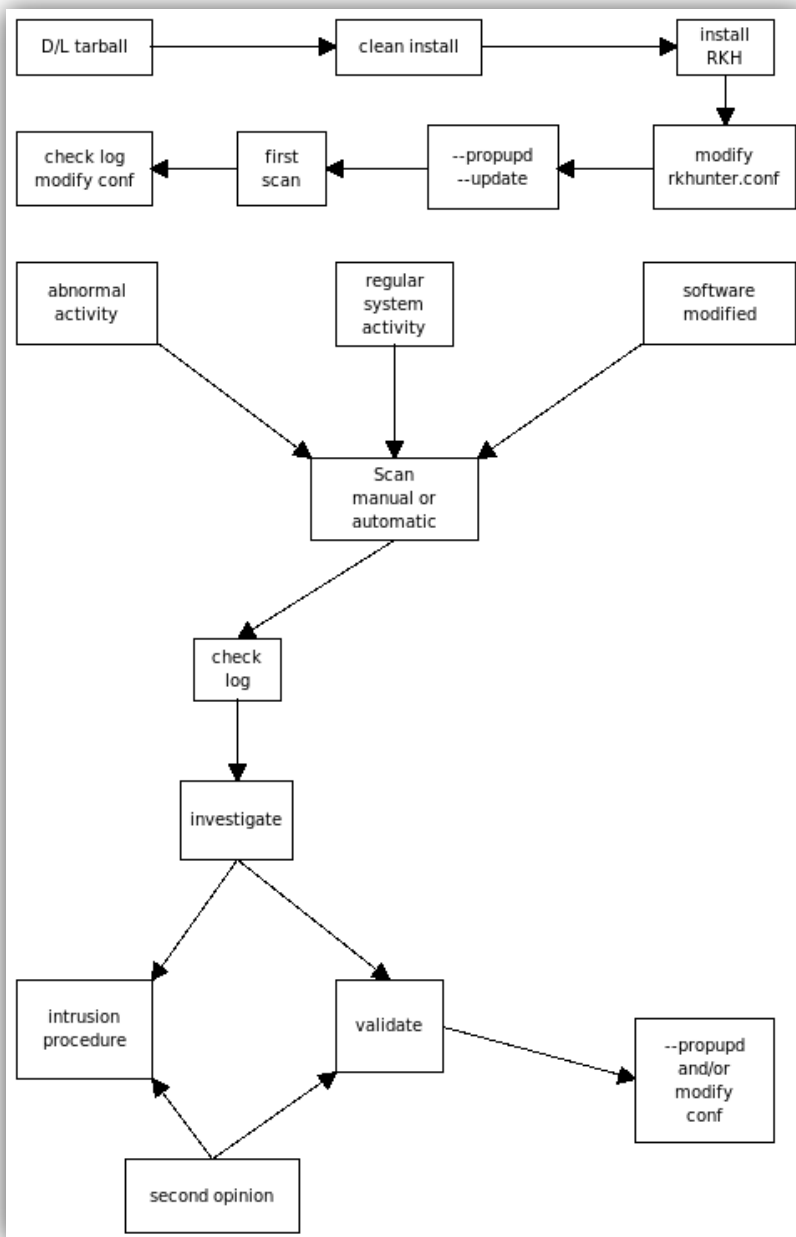 D/L tarball
clean install
install
RKH
check log
modify conf
first
scan
--propupd
--update
modify
rkhunter.conf
abnormal
activity
regular
system
activity
software
modified
Scan
manual or
automatic
check
log
investigate
intrusion
procedure
validate
--propupd
and/or
modify
conf
second opinion